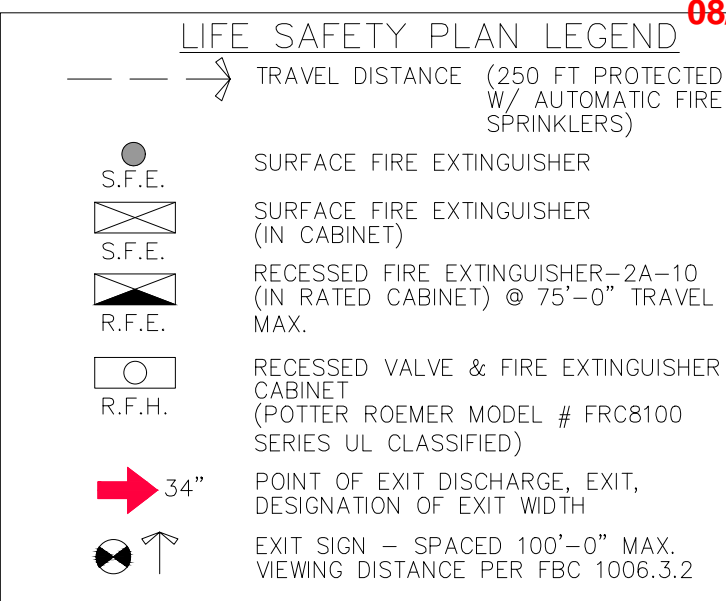 08
LIFE SAFETY PLAN LEGEND
TRAVEL DISTANCE (250 FT PROTECTED
W/ AUTOMATIC FIRE
SPRINKLERS)
S.F.E.
SURFACE FIRE EXTINGUISHER
S.F.E.
SURFACE FIRE EXTINGUISHER
(IN CABINET)
R.F.E.
RECESSED FIRE EXTINGUISHER-2A-10
(IN RATED CABINET) @ 75'-0" TRAVEL
MAX.
R.F.H.
RECESSED VALVE & FIRE EXTINGUISHER
CABINET
(POTTER ROEMER MODEL # FRC8100
SERIES UL CLASSIFIED)
34"
POINT OF EXIT DISCHARGE, EXIT,
DESIGNATION OF EXIT WIDTH
EXIT SIGN - SPACED 100'-0" MAX.
VIEWING DISTANCE PER FBC 1006.3.2